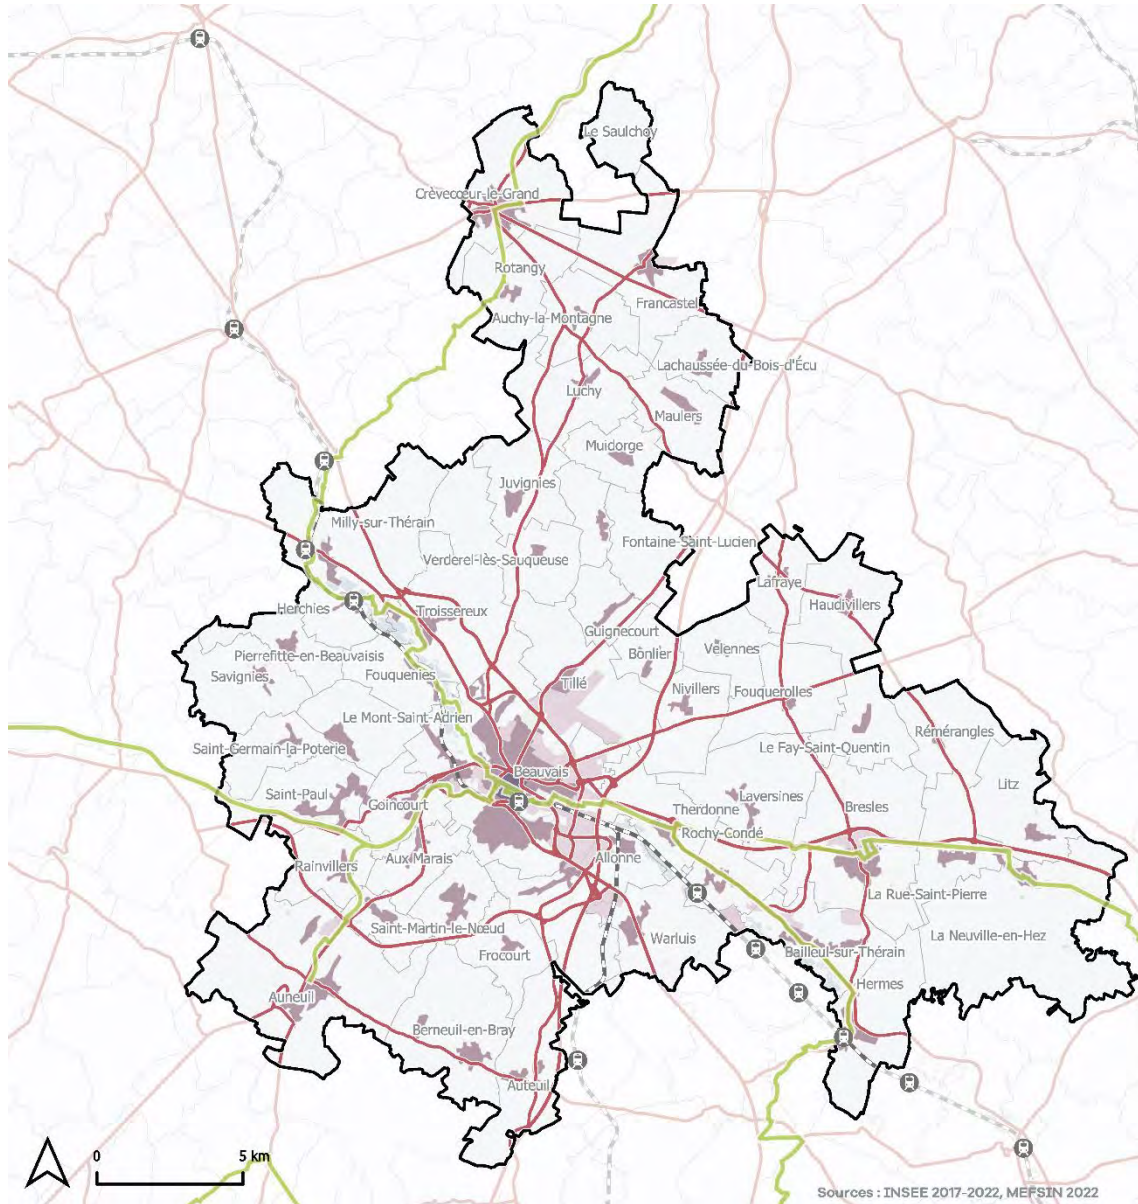 Le Saulchoy
Crèvecœur-le-Grand
Rotangy
Francastel
Auchy-la-Montagne
Lachaussée-du-Bois-d'Écu
Luchy
Maulers
Muidorge
Juvignies
Milly-sur-Thérain
Fontaine-Saint-Lucien
Verderel-lès-Sauqueuse
Lafraye
Haudivillers
Herchies
Troissereux
Guignecourt
Bonlier
Velennes
Pierrefitte-en-Beauvaisis
Savignies
Fouquenies
Tillé
Nivillers
Fouquerolles
Le Mont-Saint-Adrien
Rémérangles
Saint-Germain-la-Poterie
Le Fay-Saint-Quentin
Beauvais
Litz
Saint-Paul
Goincourt
Laversines
Therdonne
Bresles
Rochy-Condé
Rainvillers
Aux Marais
Allonne
La Rue-Saint-Pierre
Saint-Martin-le-Nœud
Warluis
La Neuville-en-Hez
Frocourt
Bailleul-sur-Thérain
Hermes
Auneuil
Berneuil-en-Bray
Auteuil
0 5 km
Sources : INSEE 2017-2022, MEFSIN 2022